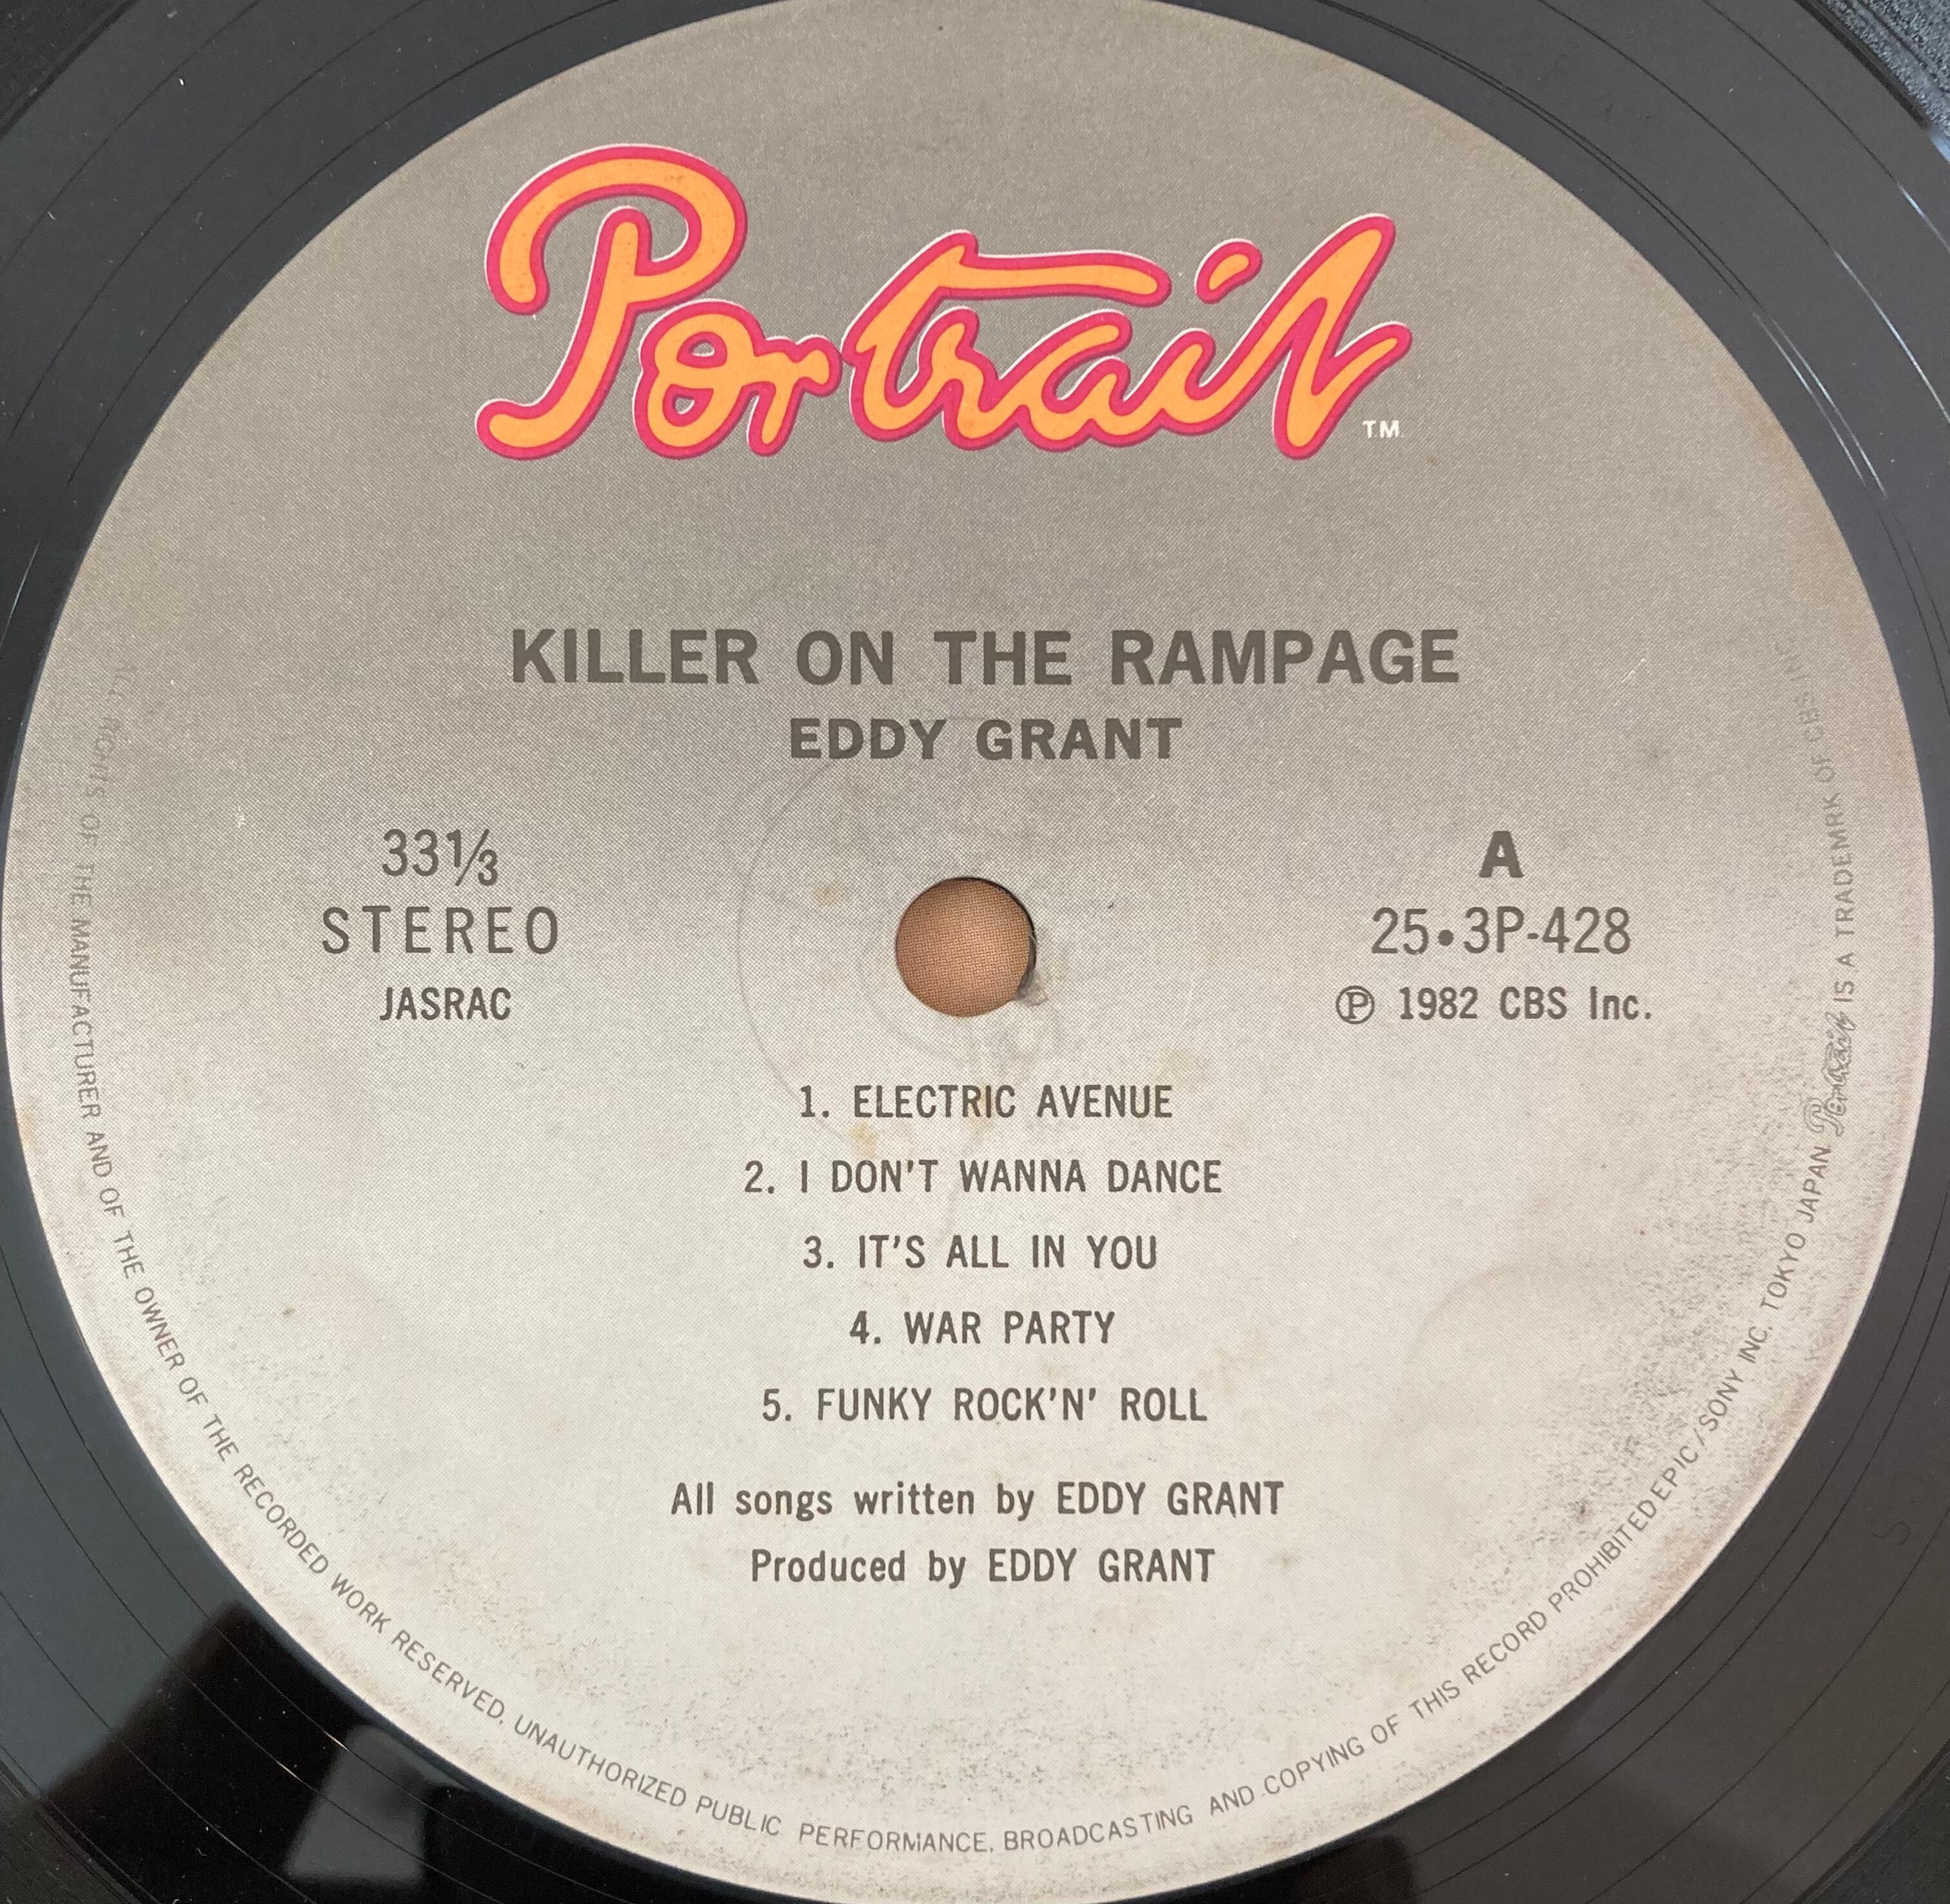 Portrait
TM
KILLER ON THE RAMPAGE
EDDY GRANT
33⅓
STEREO
JASRAC
A
25•3P-428
Ⓟ 1982 CBS Inc.
1. ELECTRIC AVENUE
2. I DON'T WANNA DANCE
3. IT'S ALL IN YOU
4. WAR PARTY
5. FUNKY ROCK'N' ROLL
All songs written by EDDY GRANT
Produced by EDDY GRANT
ALL RIGHTS OF THE MANUFACTURER AND OF THE OWNER OF THE RECORDED WORK RESERVED. UNAUTHORIZED PUBLIC PERFORMANCE, BROADCASTING AND COPYING OF THIS RECORD PROHIBITED EPIC/SONY INC. TOKYO JAPAN Portrait IS A TRADEMRK OF CBS INC